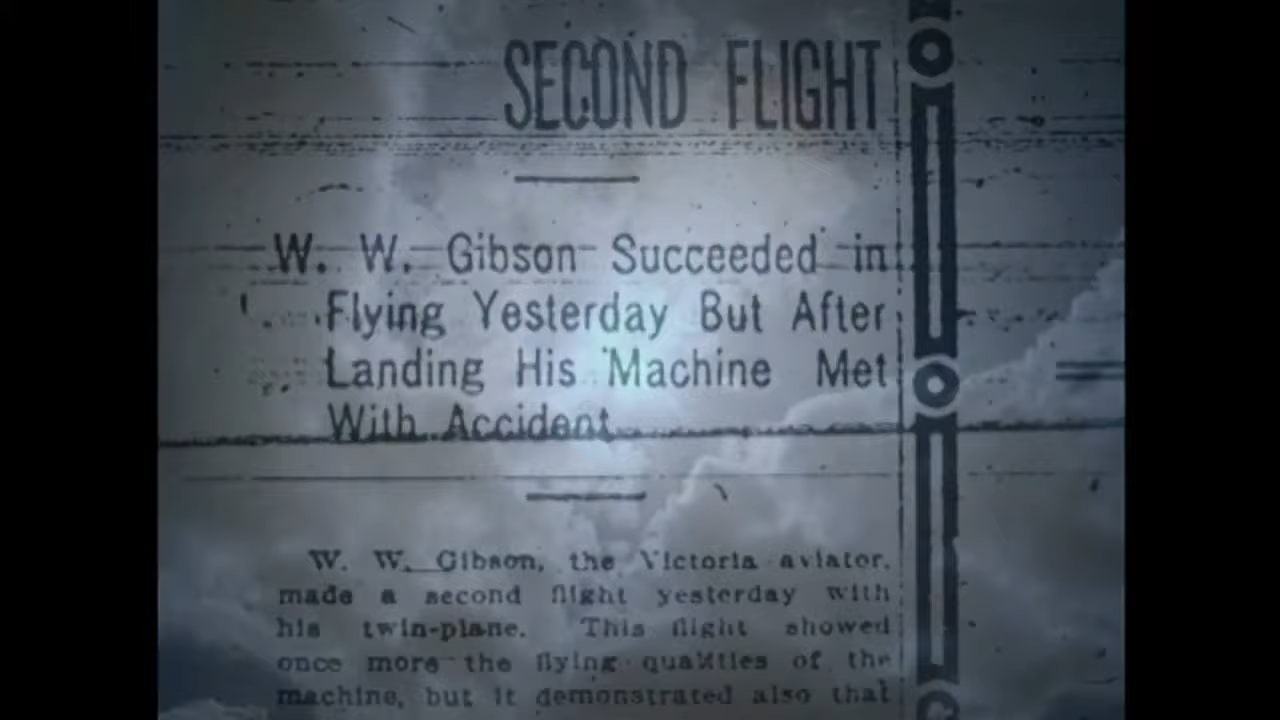 SECOND FLIGHT
W. W. Gibson Succeeded in
Flying Yesterday But After
Landing His Machine Met
With Accident
W. W. Gibson, the Victoria aviator,
made a second flight yesterday with
his twin-plane. This flight showed
once more the flying qualities of the
machine, but it demonstrated also that